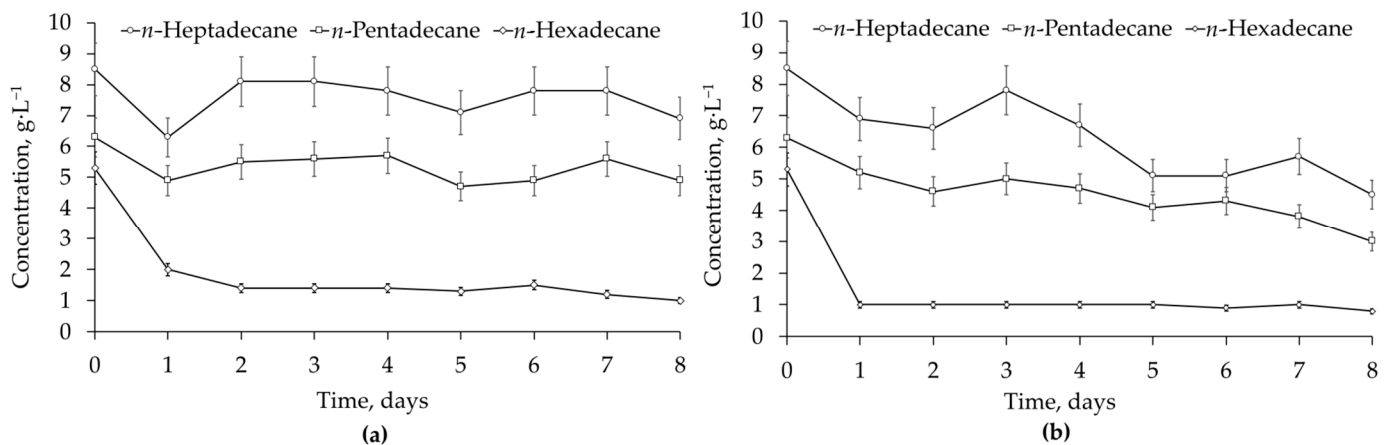 n-Heptadecane n-Pentadecane n-Hexadecane
10
9
8
7
6
5
4
3
2
1
0
Concentration, g·L⁻¹
0 1 2 3 4 5 6 7 8
Time, days
(a)
n-Heptadecane n-Pentadecane n-Hexadecane
10
9
8
7
6
5
4
3
2
1
0
Concentration, g·L⁻¹
0 1 2 3 4 5 6 7 8
Time, days
(b)